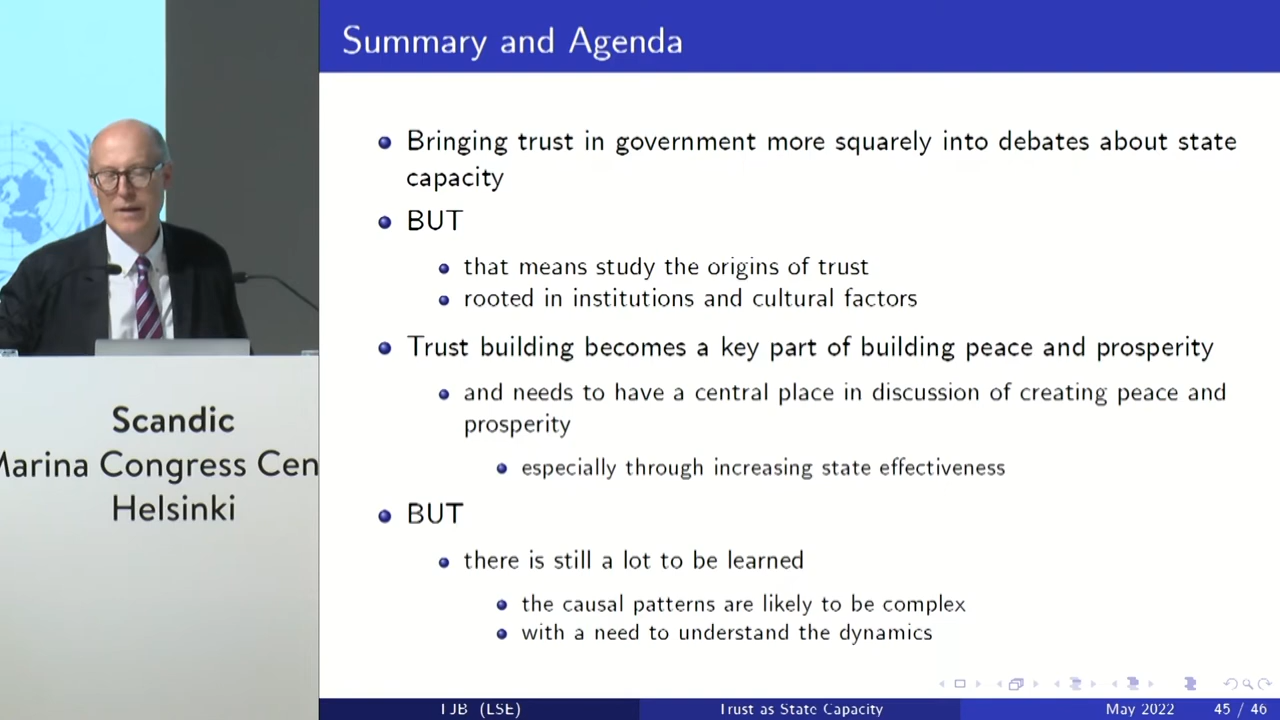 Summary and Agenda
Bringing trust in government more squarely into debates about state
capacity
BUT
that means study the origins of trust
rooted in institutions and cultural factors
Trust building becomes a key part of building peace and prosperity
and needs to have a central place in discussion of creating peace and
prosperity
especially through increasing state effectiveness
BUT
there is still a lot to be learned
the causal patterns are likely to be complex
with a need to understand the dynamics
TJB (LSE)
Trust as State Capacity
May 2022
45 / 46
Scandic
Marina Congress Cen
Helsinki